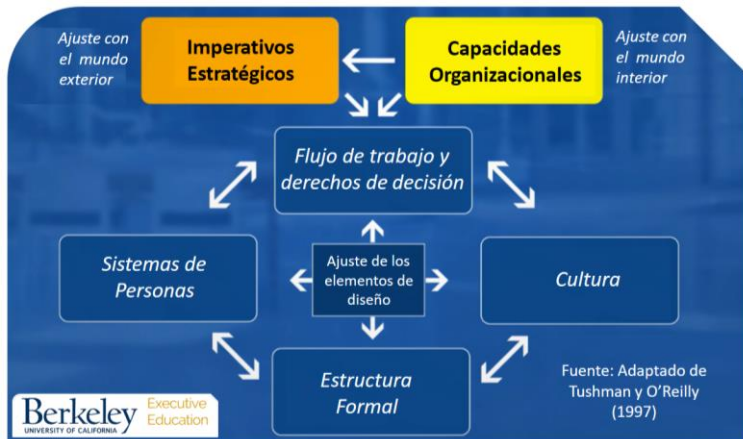 Ajuste con
el mundo
exterior
Imperativos
Estratégicos
Capacidades
Organizacionales
Ajuste con
el mundo
interior
Flujo de trabajo y
derechos de decisión
Sistemas de
Personas
Ajuste de los
elementos de
diseño
Cultura
Estructura
Formal
Fuente: Adaptado de
Tushman y O’Reilly
(1997)
Berkeley
UNIVERSITY OF CALIFORNIA
Executive
Education